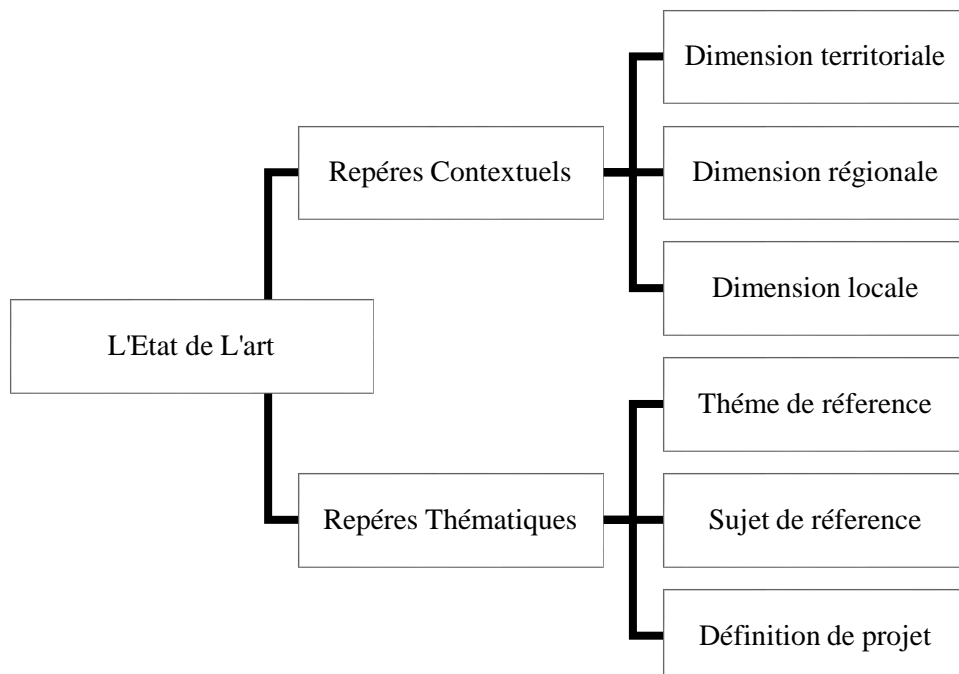 L'Etat de L'art
Repéres Contextuels
Dimension territoriale
Dimension régionale
Dimension locale
Repéres Thématiques
Théme de réference
Sujet de réference
Définition de projet